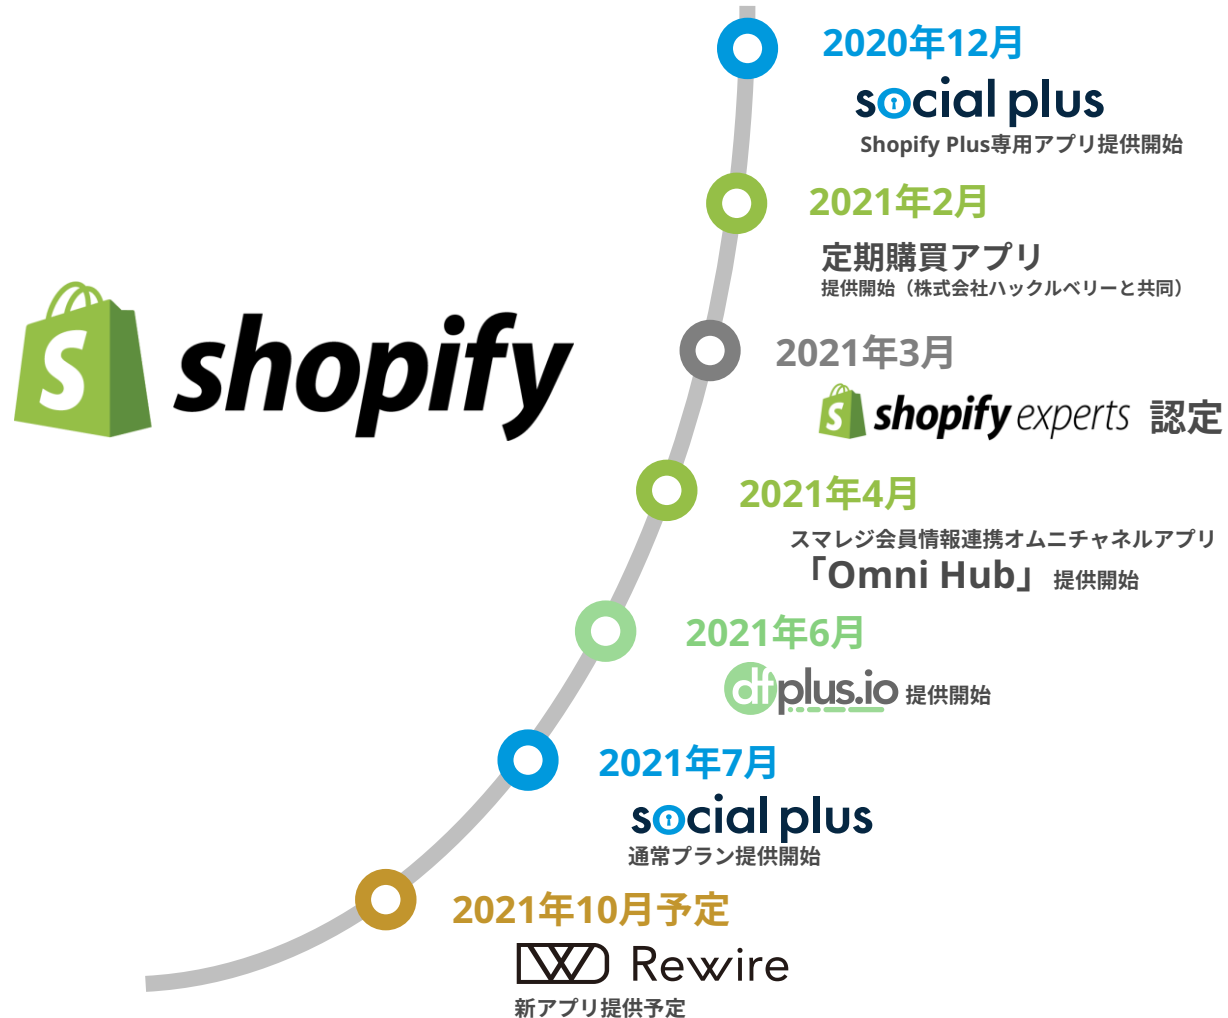 2020年12月
social plus
Shopify Plus専用アプリ提供開始
2021年2月
定期購買アプリ
提供開始（株式会社ハックルベリーと共同）
shopify
2021年3月
shopify experts 認定
2021年4月
スマレジ会員情報連携オムニチャネルアプリ
「Omni Hub」提供開始
2021年6月
dfplus.io 提供開始
2021年7月
social plus
通常プラン提供開始
2021年10月予定
Rewire
新アプリ提供予定